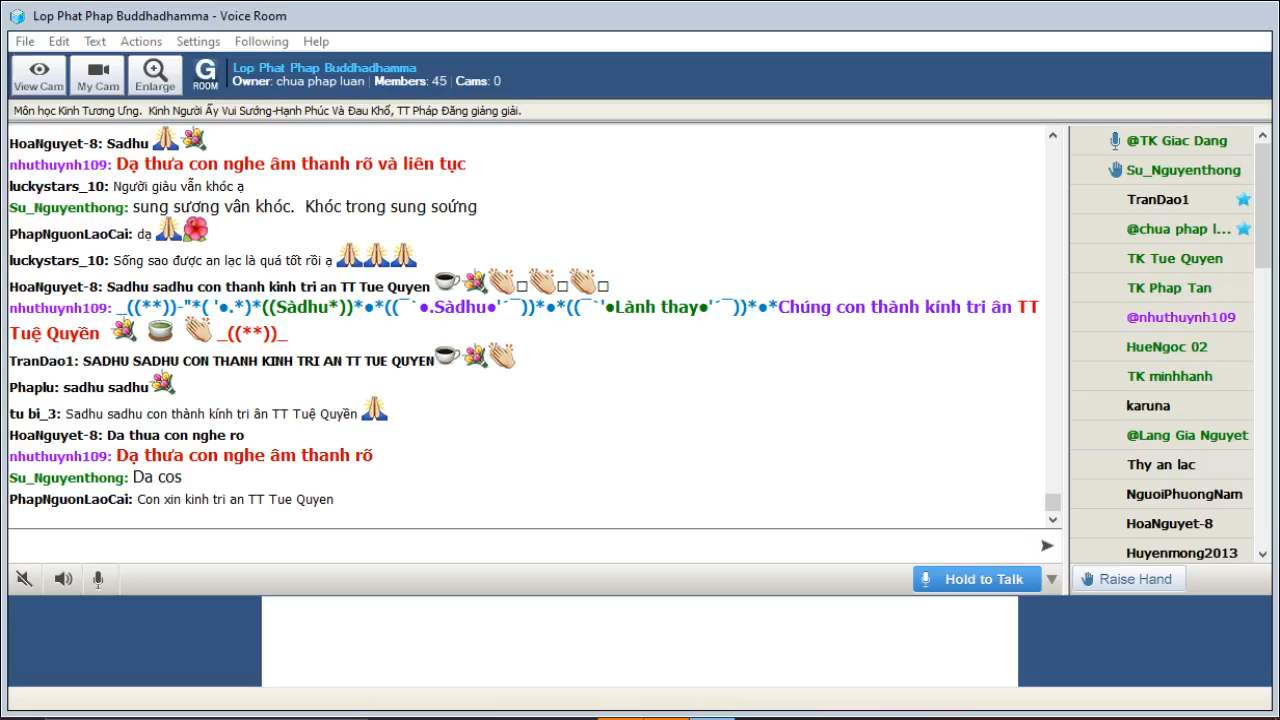 Lop Phat Phap Buddhadhamma - Voice Room
File Edit Text Actions Settings Following Help
View Cam My Cam Enlarge G ROOM
Lop Phat Phap Buddhadhamma
Owner: chua phap luan | Members: 45 | Cams: 0
Môn học Kinh Tương Ưng. Kinh Người Ấy Vui Sướng-Hạnh Phúc Và Đau Khổ, TT Pháp Đăng giảng giải.
HoaNguyet-8: Sadhu
nhuthuynh109: Dạ thưa con nghe âm thanh rõ và liên tục
luckystars_10: Người giàu vẫn khóc ạ
Su_Nguyenthong: sung sương vân khóc. Khóc trong sung soứng
PhapNguonLaoCai: dạ
luckystars_10: Sống sao được an lạc là quá tốt rồi ạ
HoaNguyet-8: Sadhu sadhu con thanh kinh tri an TT Tue Quyen
nhuthuynh109: _((**))-"*( '●.*)*((Sàdhu*))*●*((¯`●.Sàdhu●'´¯))*●*((¯`'●Lành thay●'´¯))*●*Chúng con thành kính tri ân TT
Tuệ Quyền _((**))_
TranDao1: SADHU SADHU CON THANH KINH TRI AN TT TUE QUYEN
Phaplu: sadhu sadhu
tu bi_3: Sadhu sadhu con thành kính tri ân TT Tuệ Quyền
HoaNguyet-8: Da thua con nghe ro
nhuthuynh109: Dạ thưa con nghe âm thanh rõ
Su_Nguyenthong: Da cos
PhapNguonLaoCai: Con xin kinh tri an TT Tue Quyen
Hold to Talk
@TK Giac Dang
Su_Nguyenthong
TranDao1
@chua phap l...
TK Tue Quyen
TK Phap Tan
@nhuthuynh109
HueNgoc 02
TK minhhanh
karuna
@Lang Gia Nguyet
Thy an lac
NguoiPhuongNam
HoaNguyet-8
Huyenmong2013
Raise Hand